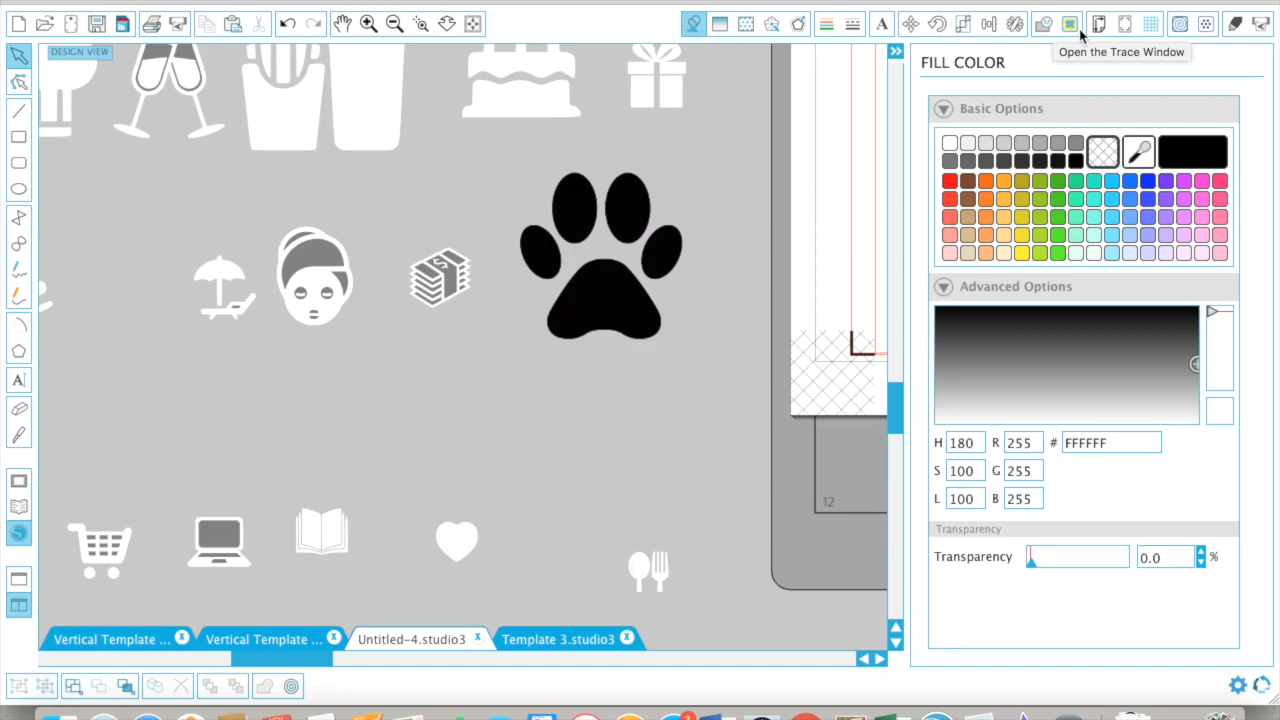 A
DESIGN VIEW
Open the Trace Window
FILL COLOR
Basic Options
Advanced Options
H 180 R 255 # FFFFFF
S 100 G 255
L 100 B 255
Transparency
Transparency 0.0 %
A
$
12
Vertical Template ... x
Vertical Template ... x
Untitled-4.studio3 x
Template 3.studio3 x